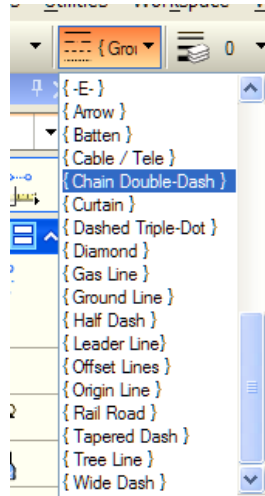 Utilities Workspace
{ Groi 0
{ -E- }
{ Arrow }
{ Batten }
{ Cable / Tele }
{ Chain Double-Dash }
{ Curtain }
{ Dashed Triple-Dot }
{ Diamond }
{ Gas Line }
{ Ground Line }
{ Half Dash }
{ Leader Line}
{ Offset Lines }
{ Origin Line }
{ Rail Road }
{ Tapered Dash }
{ Tree Line }
{ Wide Dash }